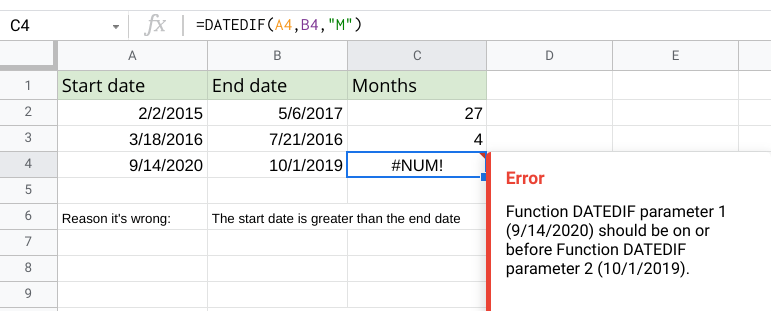 C4 fx =DATEDIF(A4,B4,"M")
A B C D E
1 Start date End date Months
2 2/2/2015 5/6/2017 27
3 3/18/2016 7/21/2016 4
4 9/14/2020 10/1/2019 #NUM!
5
6 Reason it's wrong: The start date is greater than the end date
7
8
9
Error
Function DATEDIF parameter 1
(9/14/2020) should be on or
before Function DATEDIF
parameter 2 (10/1/2019).